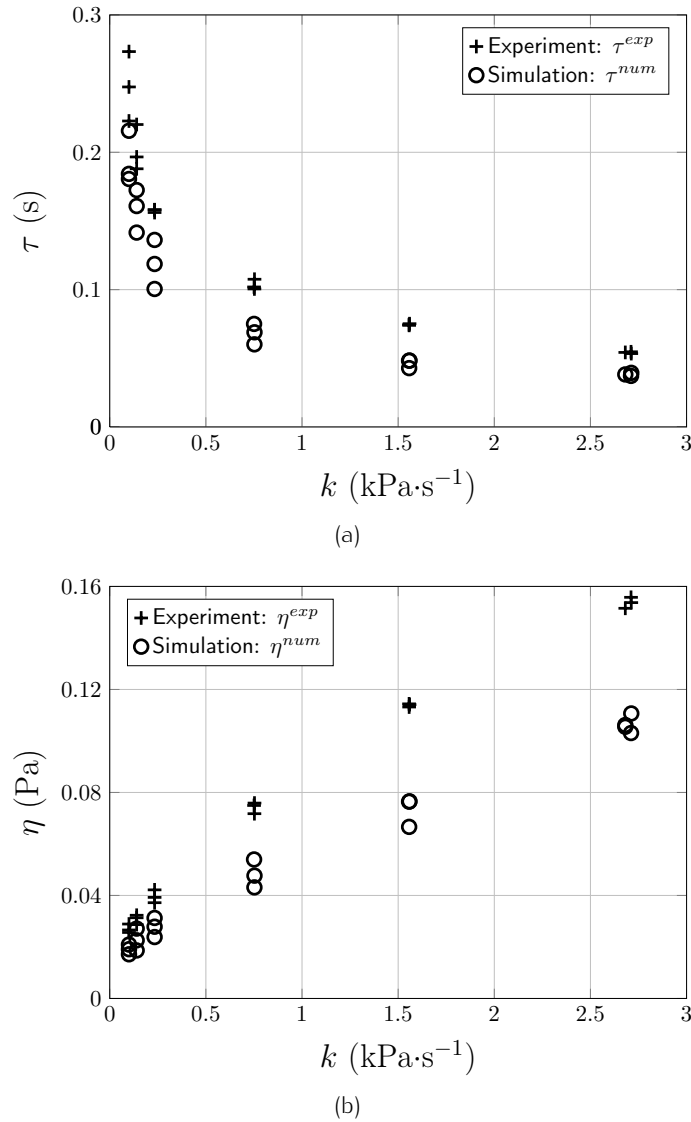 0.3
0.2
0.1
0
τ (s)
Experiment: τ^exp
Simulation: τ^num
0 0.5 1 1.5 2 2.5 3
k (kPa·s⁻¹)
(a)
0.16
0.12
0.08
0.04
0
η (Pa)
Experiment: η^exp
Simulation: η^num
0 0.5 1 1.5 2 2.5 3
k (kPa·s⁻¹)
(b)